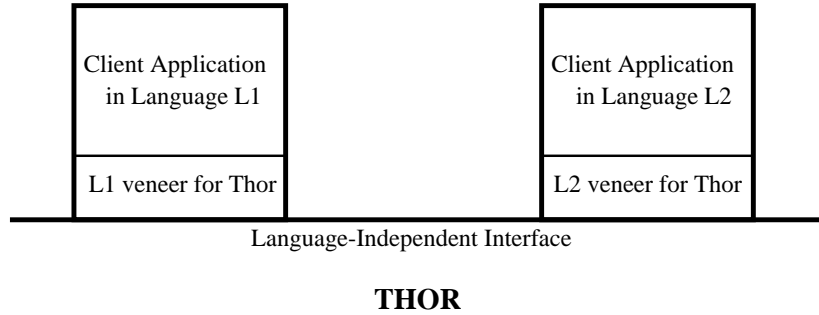 Client Application
in Language L1
L1 veneer for Thor
Client Application
in Language L2
L2 veneer for Thor
Language-Independent Interface
THOR